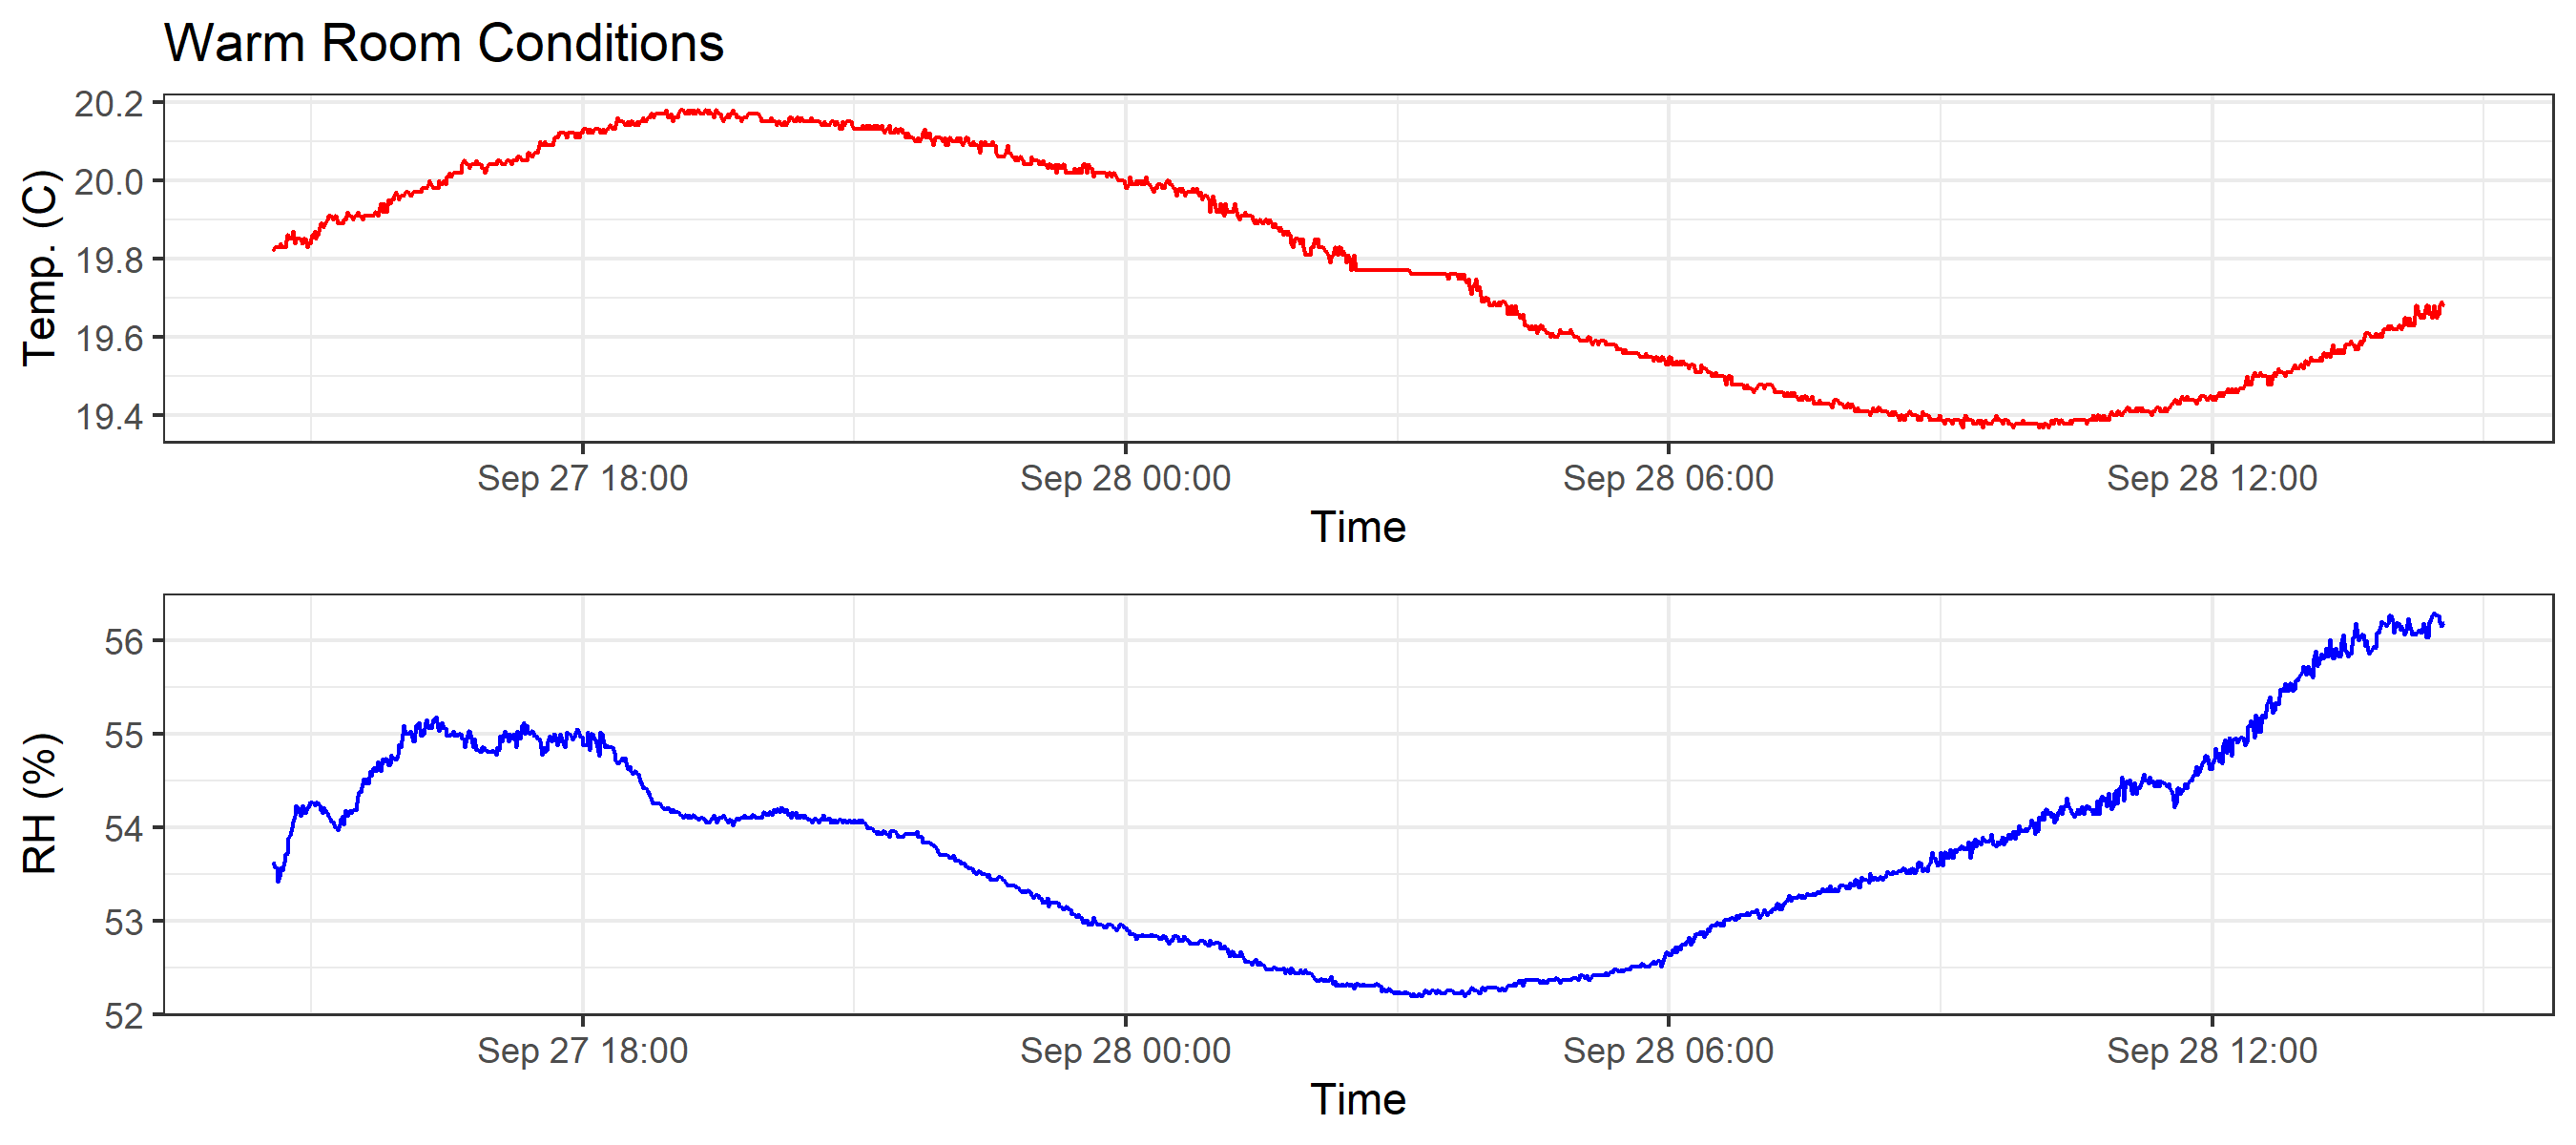 Warm Room Conditions
20.2
20.0
19.8
19.6
19.4
Temp. (C)
Sep 27 18:00 Sep 28 00:00 Sep 28 06:00 Sep 28 12:00
Time
56
55
54
53
52
RH (%)
Sep 27 18:00 Sep 28 00:00 Sep 28 06:00 Sep 28 12:00
Time